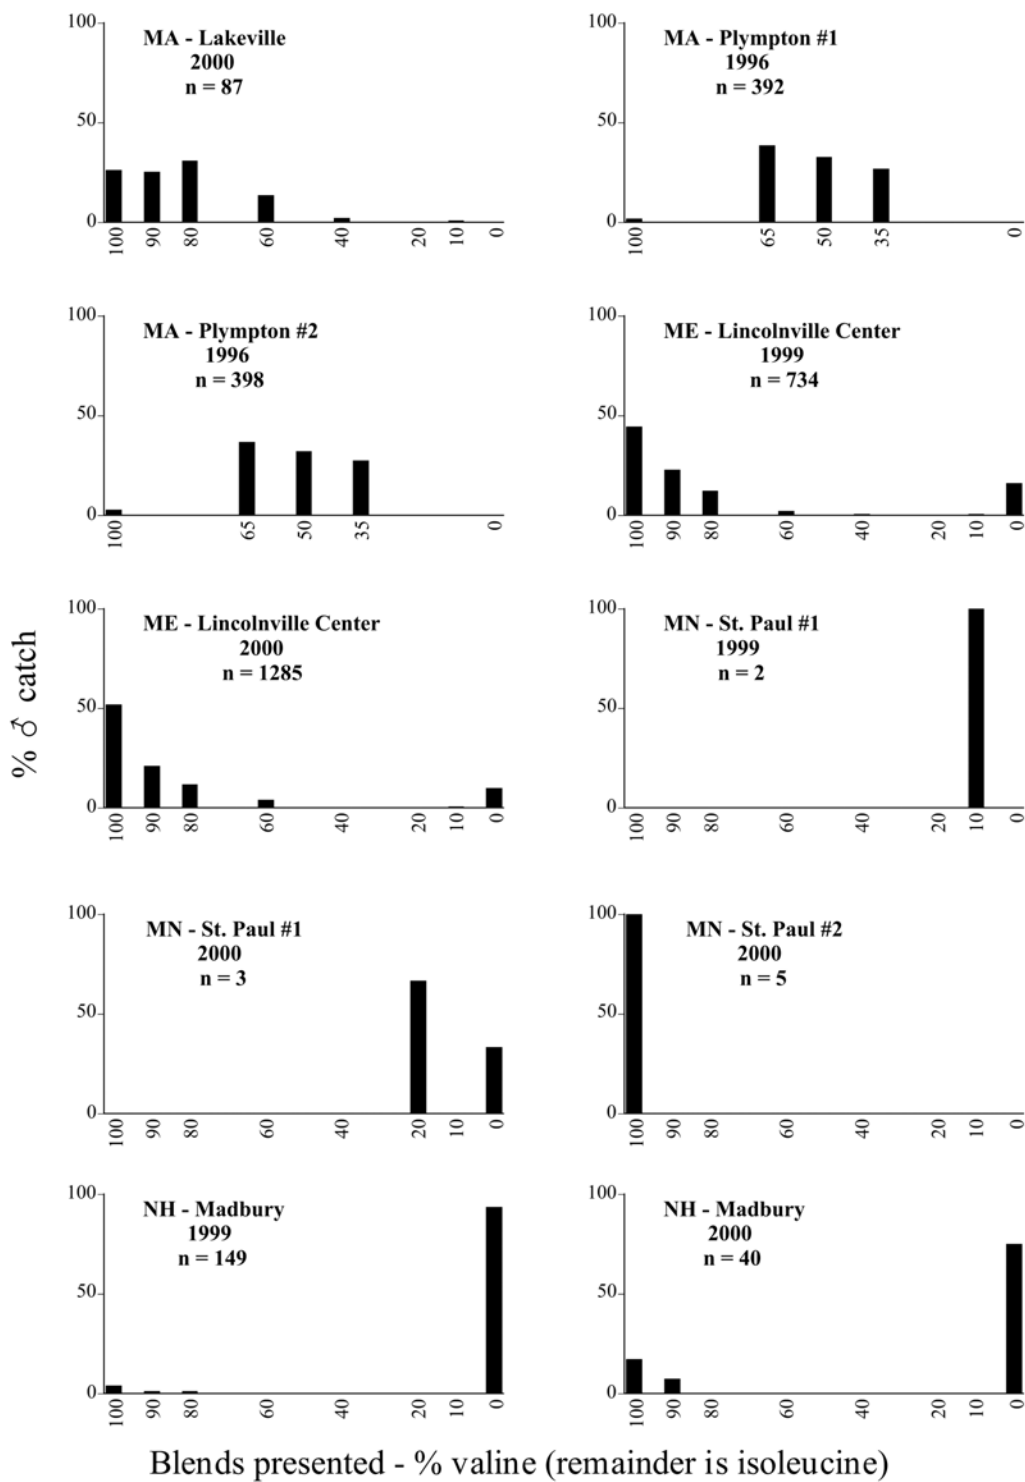 100
50
0
MA - Lakeville
2000
n = 87
100 90 80 60 40 20 10 0
100
50
0
MA - Plympton #1
1996
n = 392
100 65 50 35 0
100
50
0
MA - Plympton #2
1996
n = 398
100 65 50 35 0
100
50
0
ME - Lincolnville Center
1999
n = 734
100 90 80 60 40 20 10 0
100
50
0
ME - Lincolnville Center
2000
n = 1285
100 90 80 60 40 20 10 0
100
50
0
MN - St. Paul #1
1999
n = 2
100 90 80 60 40 20 10 0
100
50
0
MN - St. Paul #1
2000
n = 3
100 90 80 60 40 20 10 0
100
50
0
MN - St. Paul #2
2000
n = 5
100 90 80 60 40 20 10 0
100
50
0
NH - Madbury
1999
n = 149
100 90 80 60 40 20 10 0
100
50
0
NH - Madbury
2000
n = 40
100 90 80 60 40 20 10 0
% ♂ catch
Blends presented - % valine (remainder is isoleucine)